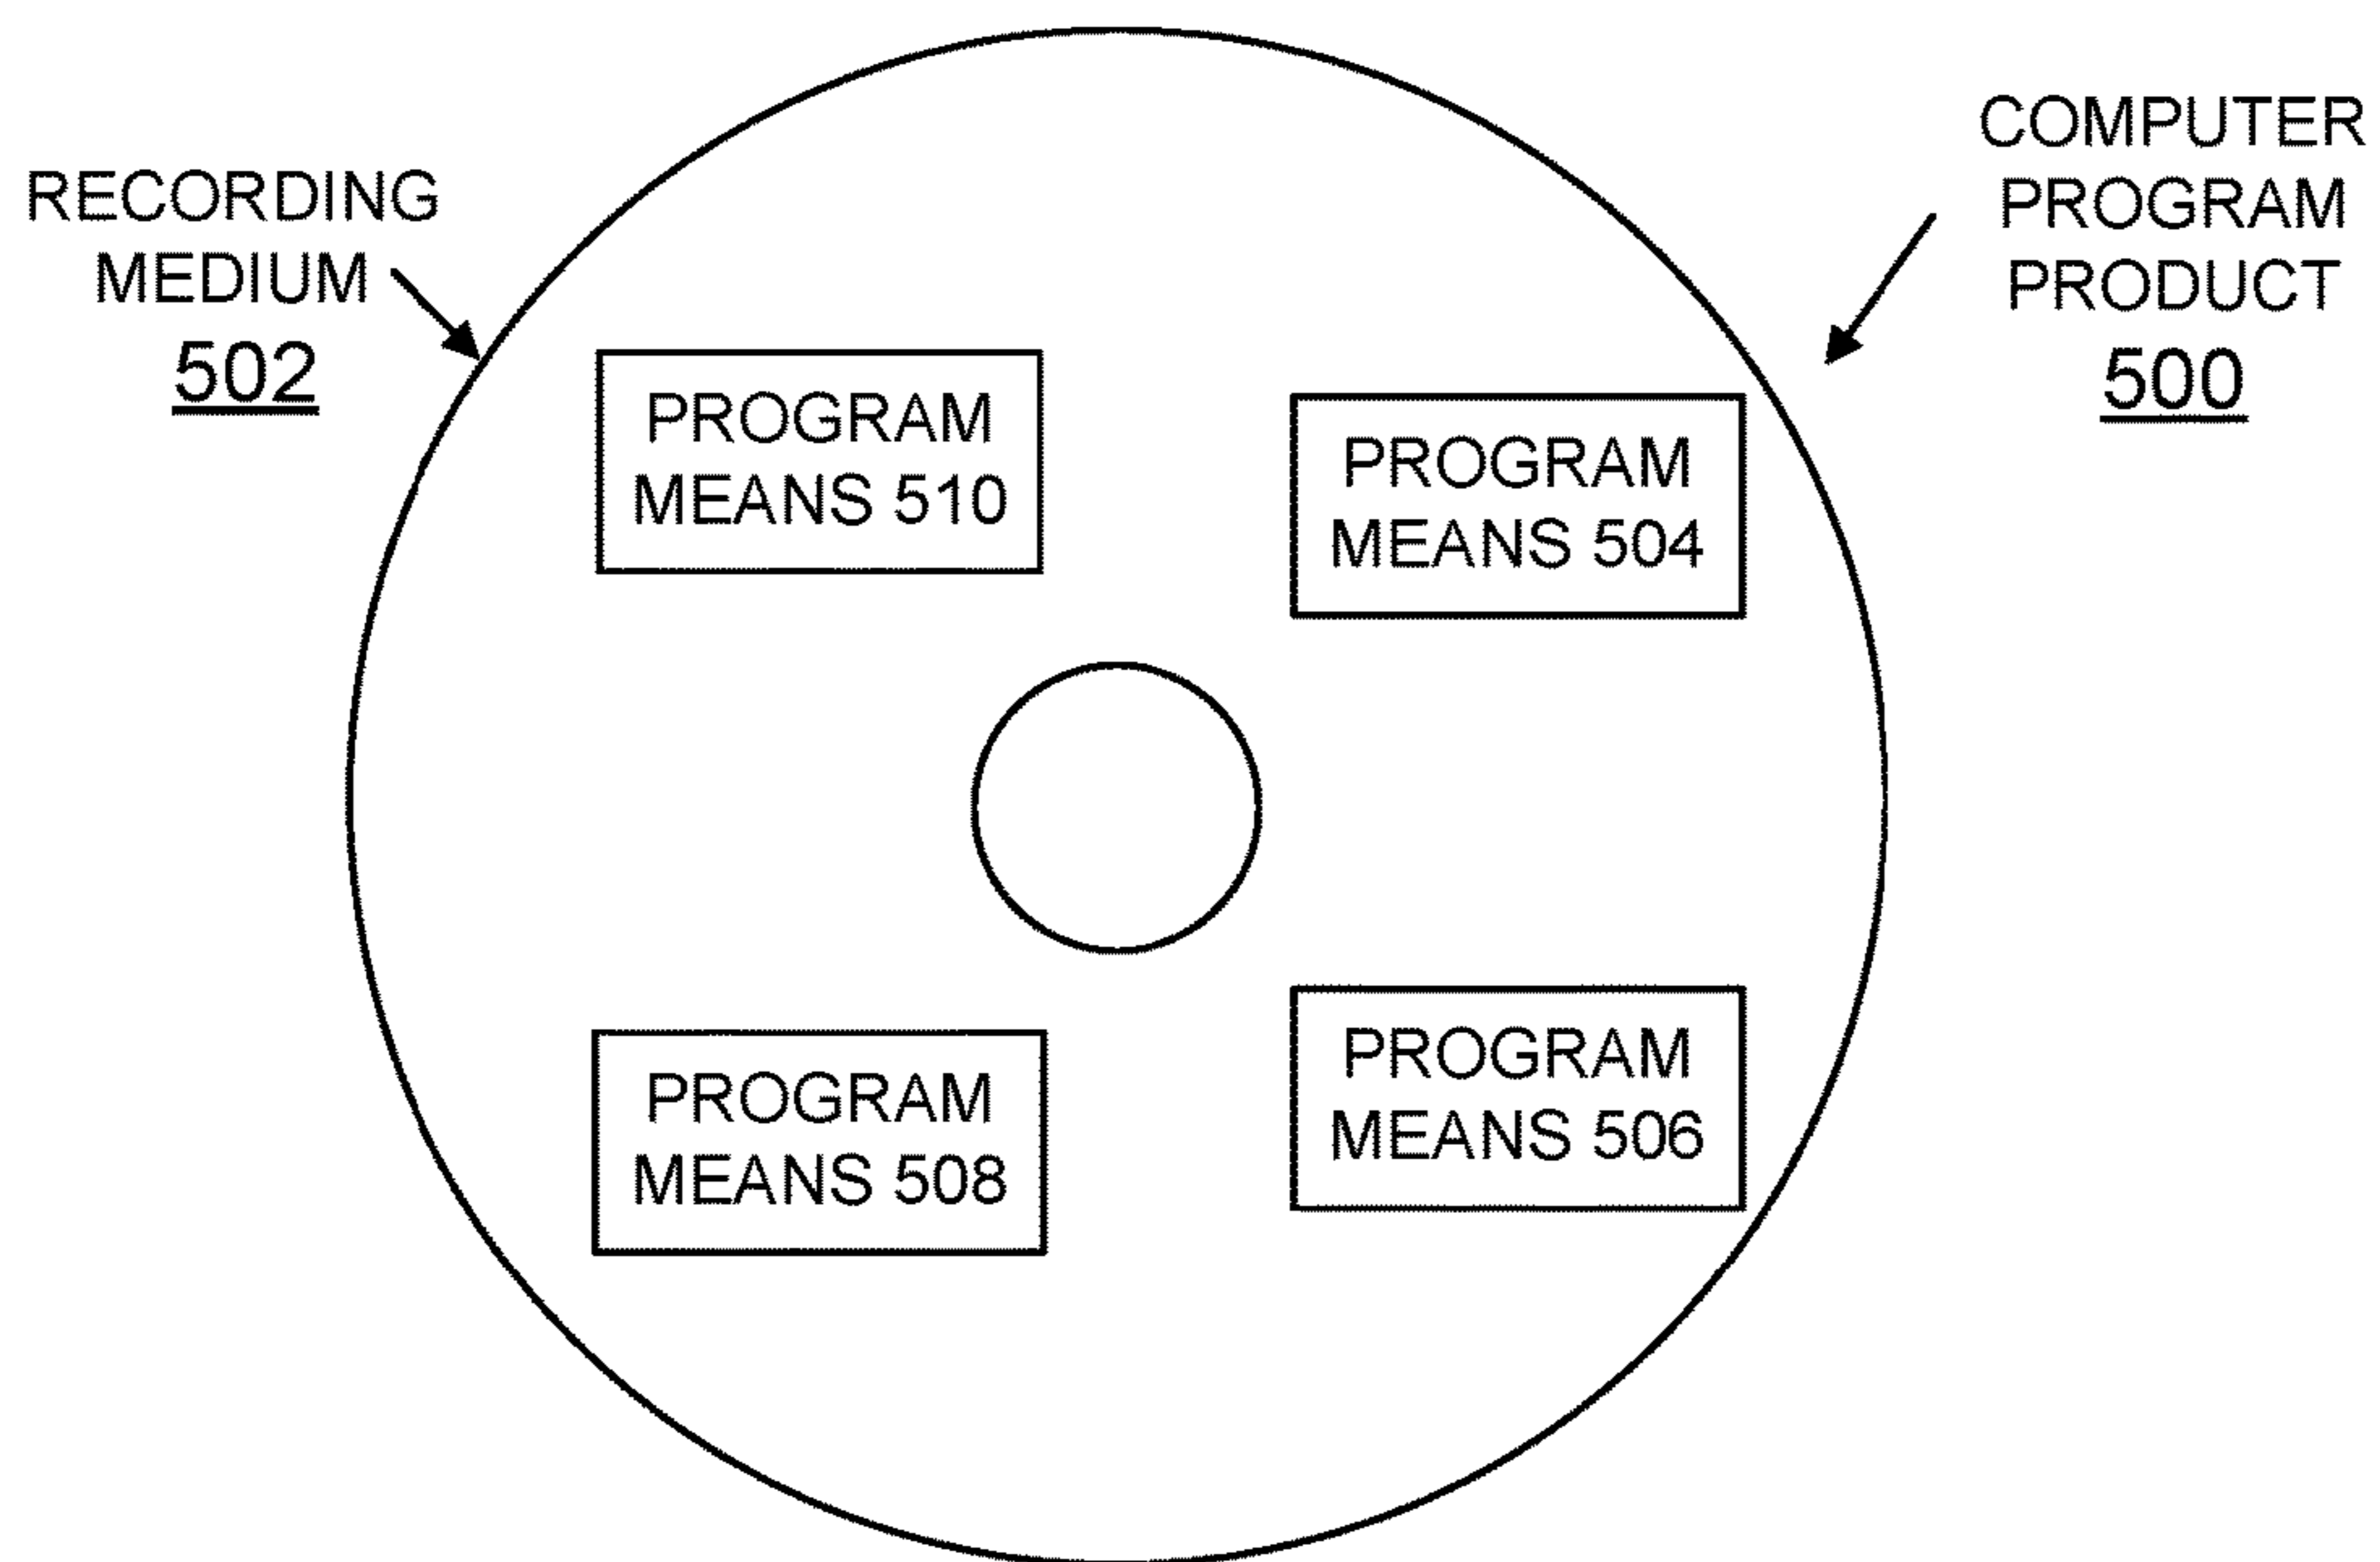 RECORDING
MEDIUM
502
COMPUTER
PROGRAM
PRODUCT
500
PROGRAM
MEANS 510
PROGRAM
MEANS 504
PROGRAM
MEANS 508
PROGRAM
MEANS 506